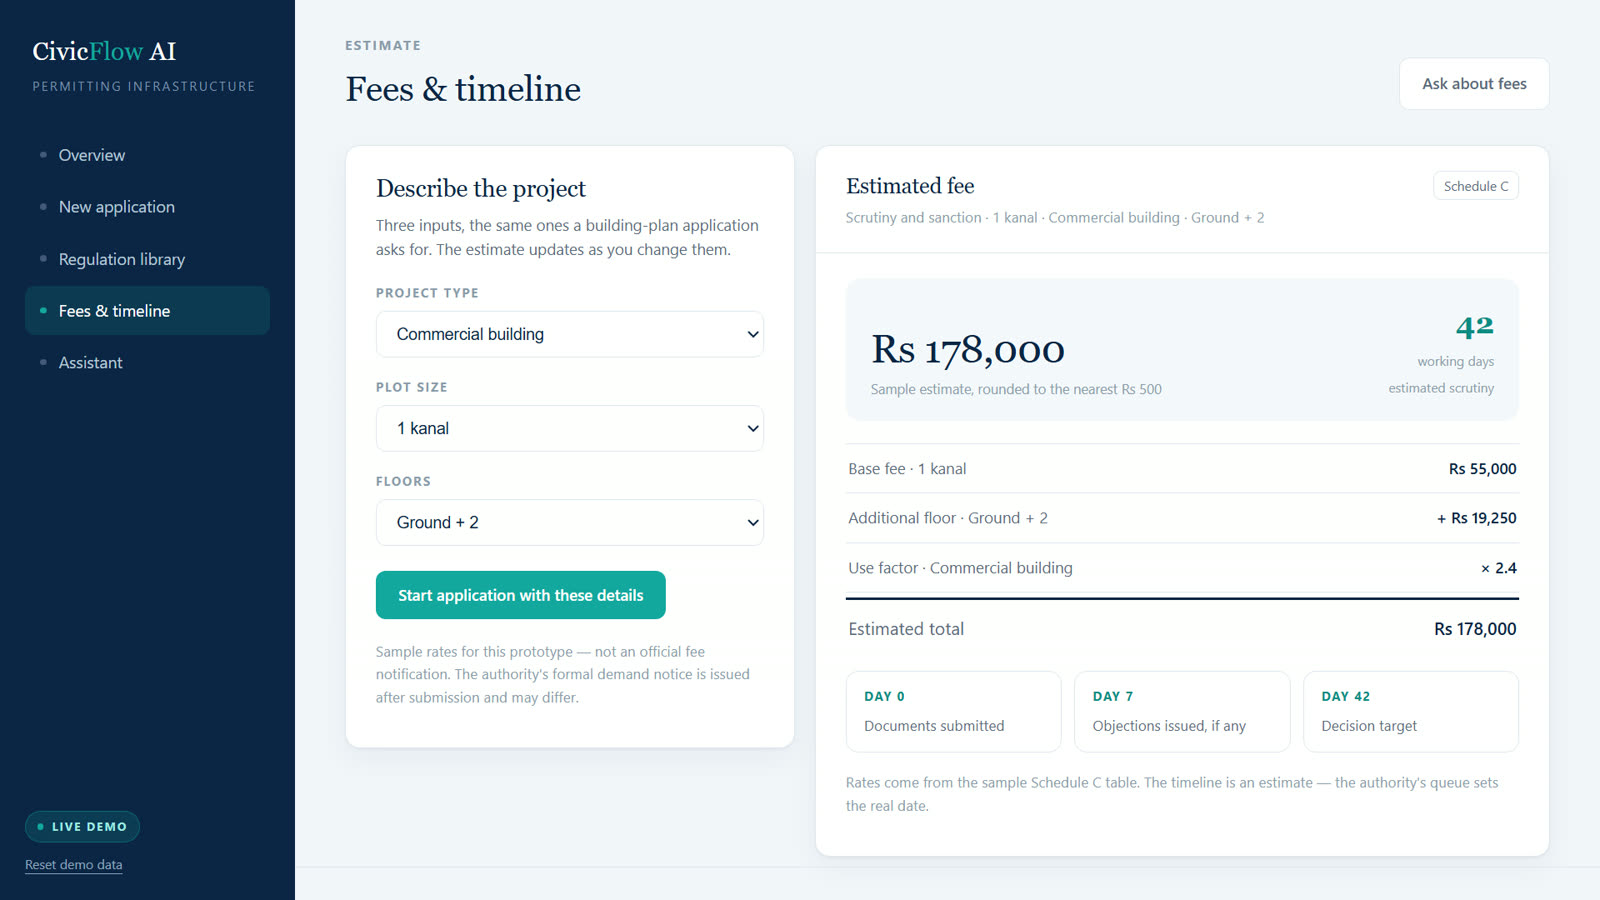 CivicFlow AI
PERMITTING INFRASTRUCTURE
Overview
New application
Regulation library
Fees & timeline
Assistant
LIVE DEMO
Reset demo data
ESTIMATE
Fees & timeline
Ask about fees
Describe the project
Three inputs, the same ones a building-plan application
asks for. The estimate updates as you change them.
PROJECT TYPE
Commercial building
PLOT SIZE
1 kanal
FLOORS
Ground + 2
Start application with these details
Sample rates for this prototype — not an official fee
notification. The authority's formal demand notice is issued
after submission and may differ.
Estimated fee
Schedule C
Scrutiny and sanction · 1 kanal · Commercial building · Ground + 2
Rs 178,000
Sample estimate, rounded to the nearest Rs 500
42
working days
estimated scrutiny
Base fee · 1 kanal Rs 55,000
Additional floor · Ground + 2 + Rs 19,250
Use factor · Commercial building × 2.4
Estimated total Rs 178,000
DAY 0
Documents submitted
DAY 7
Objections issued, if any
DAY 42
Decision target
Rates come from the sample Schedule C table. The timeline is an estimate — the authority's queue sets
the real date.